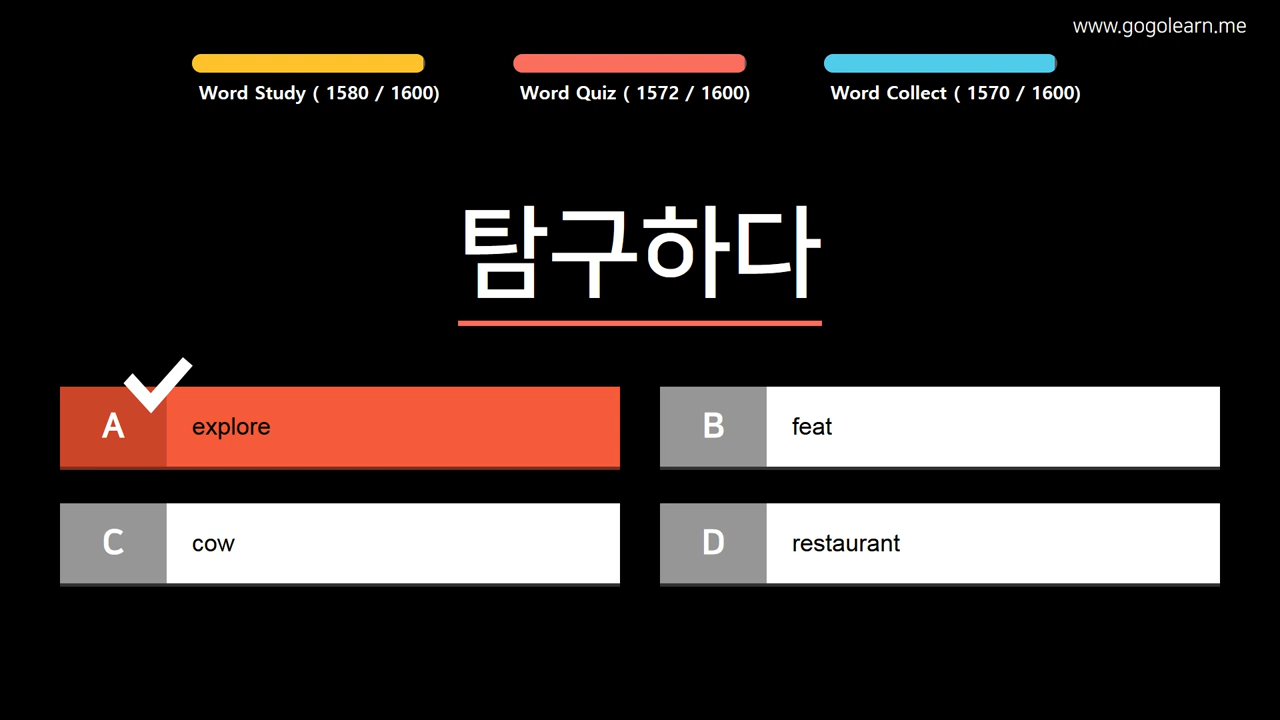 www.gogolearn.me
Word Study ( 1580 / 1600)
Word Quiz ( 1572 / 1600)
Word Collect ( 1570 / 1600)
탐구하다
A explore
B feat
C cow
D restaurant